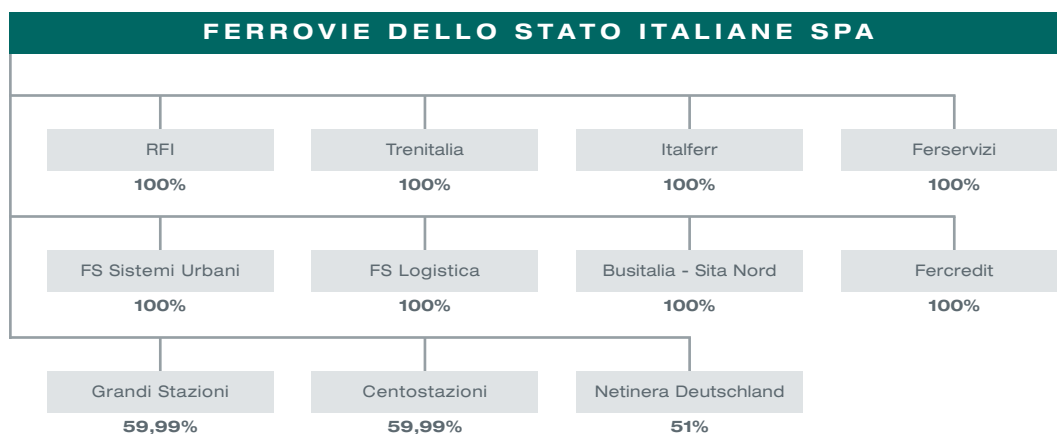 FERROVIE DELLO STATO ITALIANE SPA
RFI Trenitalia Italferr Ferservizi
100% 100% 100% 100%
FS Sistemi Urbani FS Logistica Busitalia - Sita Nord Fercredit
100% 100% 100% 100%
Grandi Stazioni Centostazioni Netinera Deutschland
59,99% 59,99% 51%